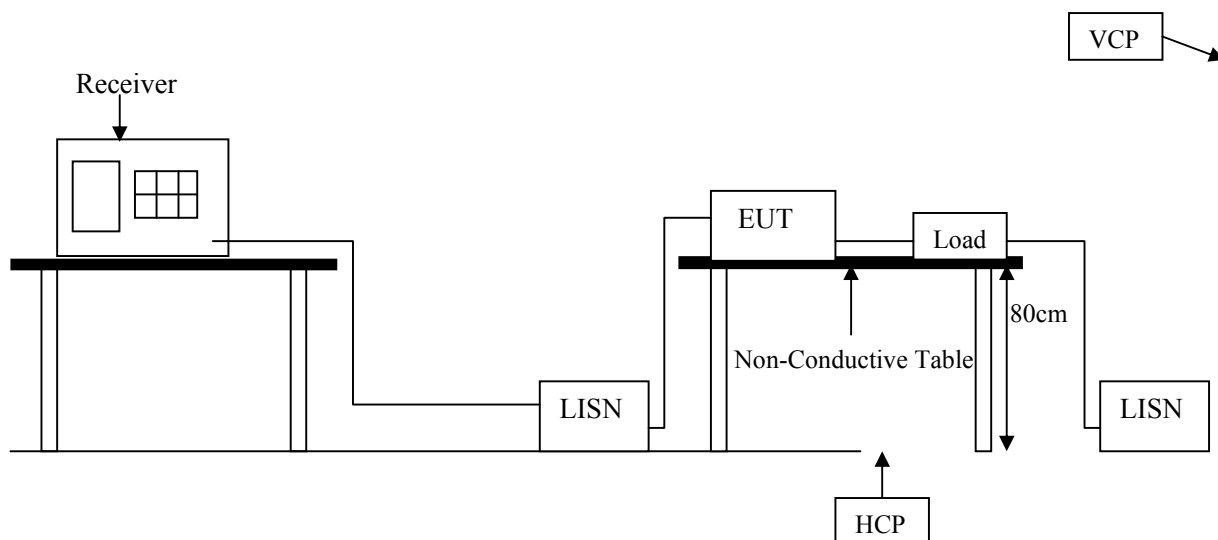 VCP
Receiver
EUT
Load
80cm
Non-Conductive Table
LISN
LISN
HCP